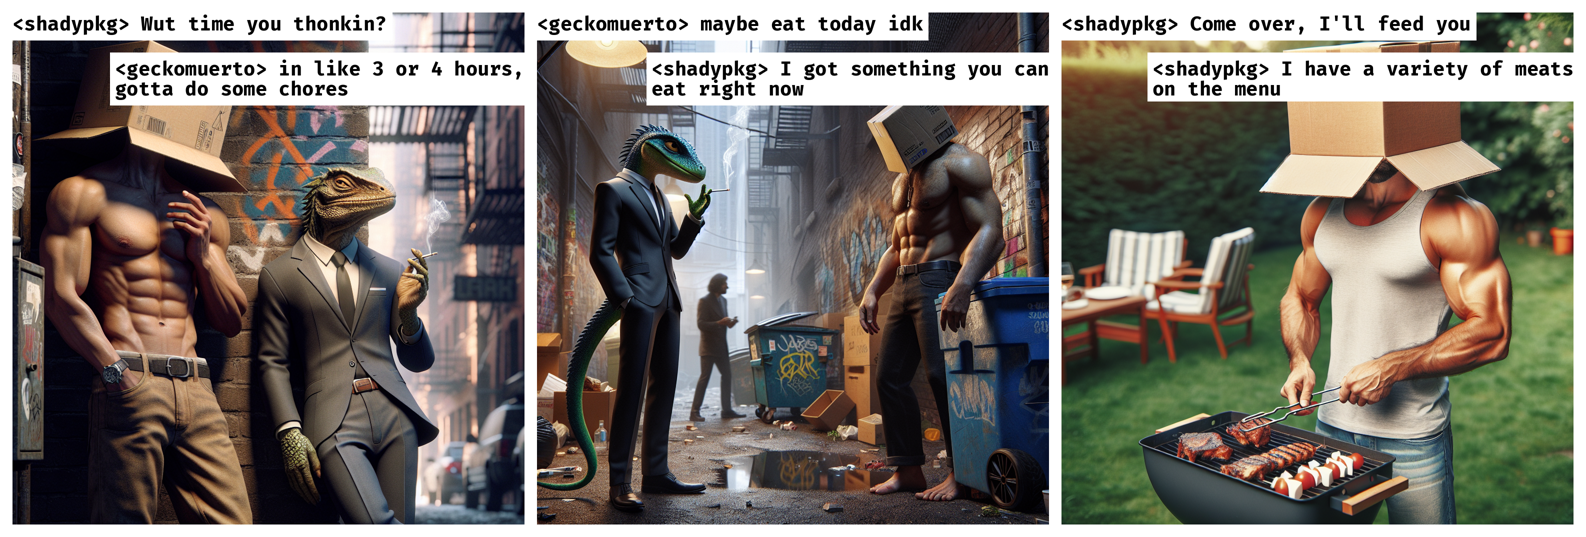 <shadypkg> Wut time you thonkin?
<geckomuerto> in like 3 or 4 hours,
gotta do some chores
<geckomuerto> maybe eat today idk
<shadypkg> I got something you can
eat right now
<shadypkg> Come over, I'll feed you
<shadypkg> I have a variety of meats
on the menu